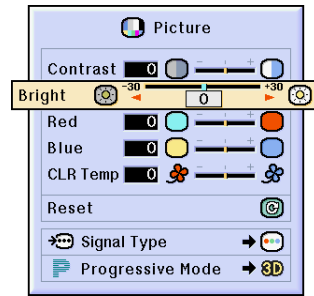 Picture
Contrast 0 - +
Bright -30 0 +30
Red 0 - +
Blue 0 - +
CLR Temp 0 - +
Reset
Signal Type
P Progressive Mode 3D